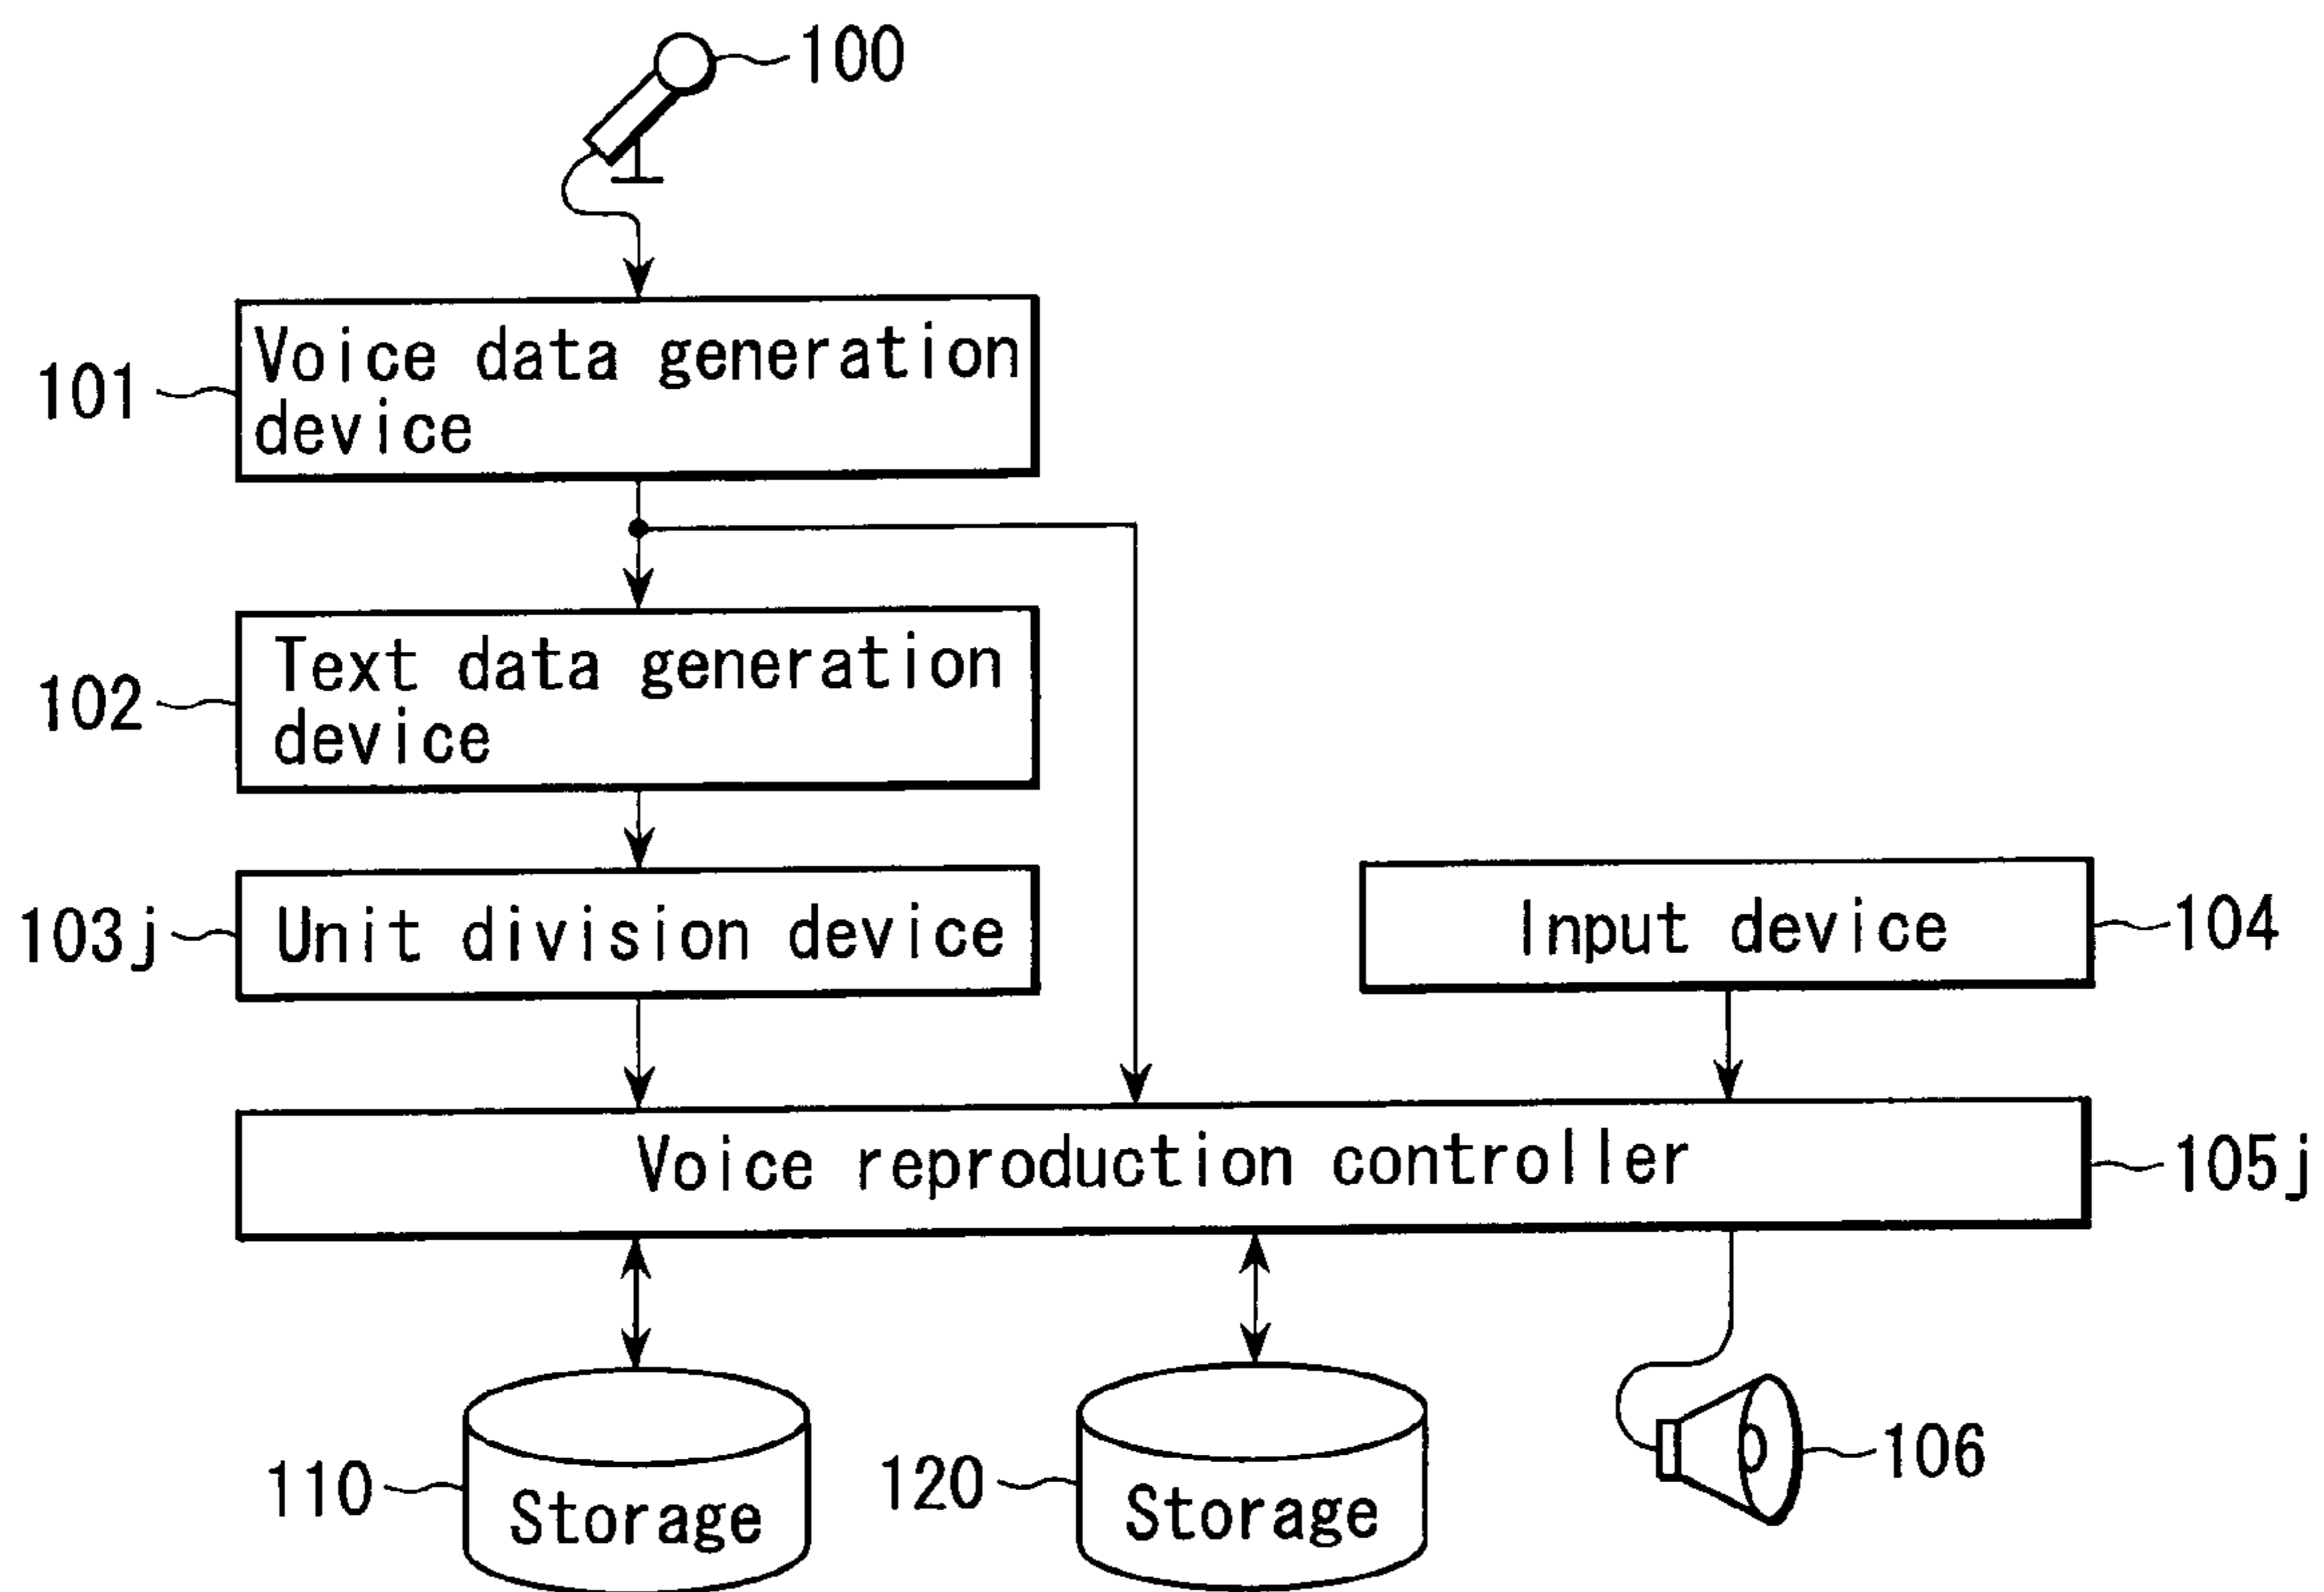 100
101
Voice data generation
device
102
Text data generation
device
103j
Unit division device
Input device
104
Voice reproduction controller
105j
110
Storage
120
Storage
106